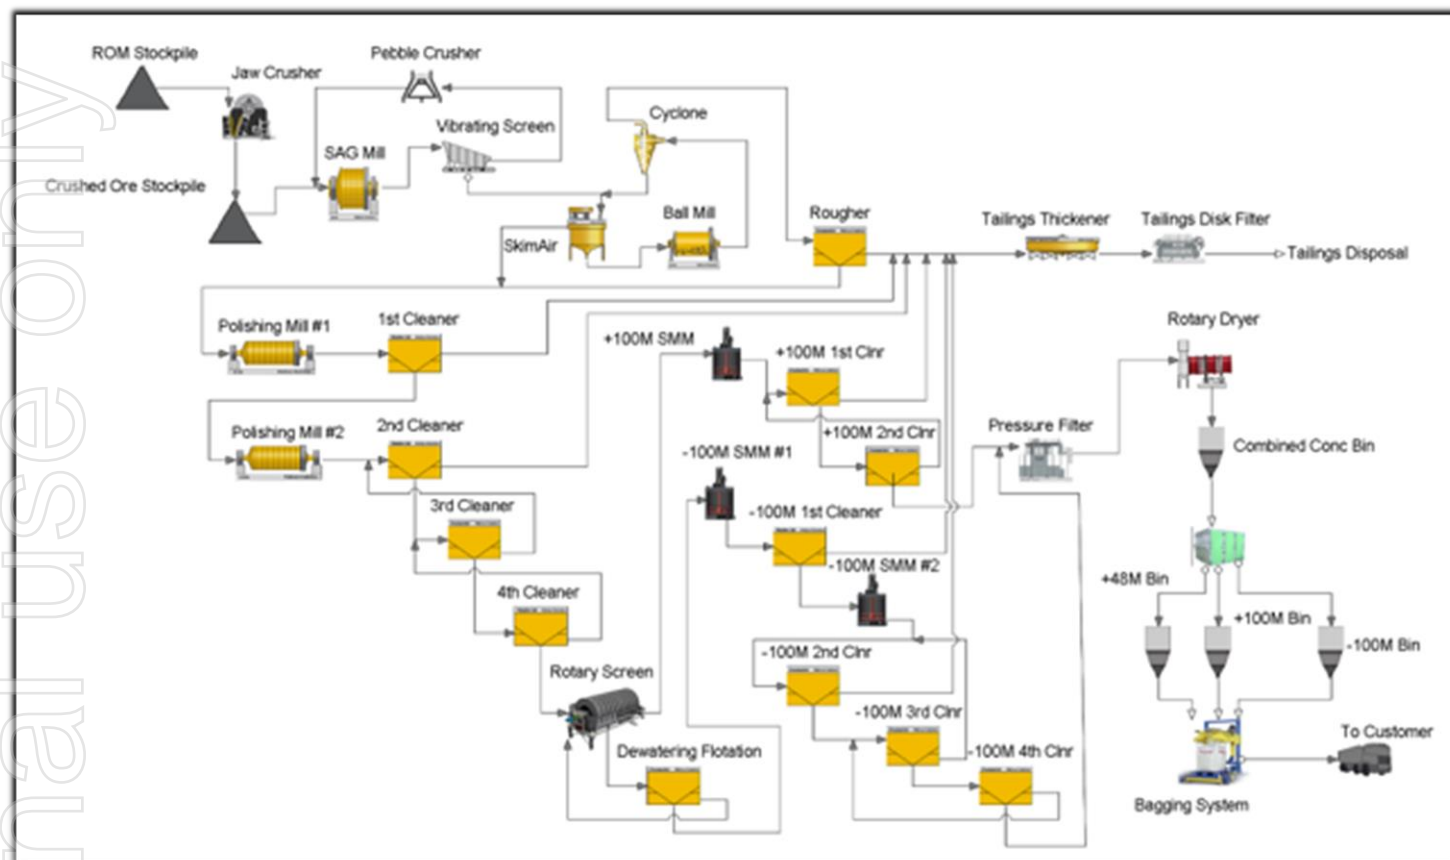 ROM Stockpile
Pebble Crusher
Jaw Crusher
Cyclone
Vibrating Screen
SAG Mill
Crushed Ore Stockpile
Rougher
Ball Mill
Tailings Thickener
Tailings Disk Filter
SkimAir
Tailings Disposal
Polishing Mill #1
1st Cleaner
Rotary Dryer
+100M SMM
+100M 1st Clnr
Polishing Mill #2
2nd Cleaner
+100M 2nd Clnr
Pressure Filter
Combined Conc Bin
-100M SMM #1
3rd Cleaner
-100M 1st Cleaner
-100M SMM #2
+48M Bin
4th Cleaner
+100M Bin
-100M Bin
-100M 2nd Clnr
Rotary Screen
-100M 3rd Clnr
Dewatering Flotation
-100M 4th Clnr
To Customer
Bagging System
nal use only